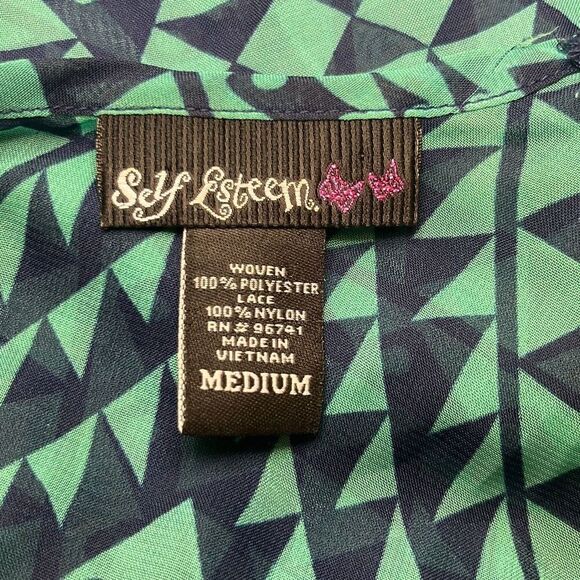 Self Esteem.
WOVEN
100% POLYESTER
LACE
100% NYLON
RN# 96741
MADE IN
VIETNAM
MEDIUM